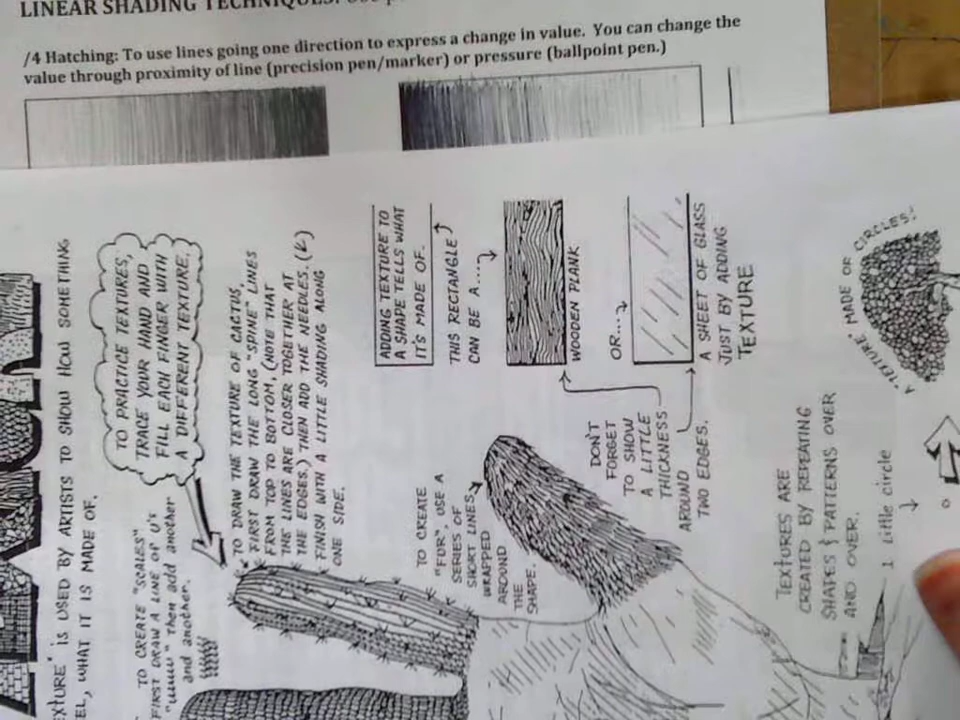 LINEAR SHADING TECHNIQUES:
/4 Hatching: To use lines going one direction to express a change in value. You can change the
value through proximity of line (precision pen/marker) or pressure (ballpoint pen.)
IS USED BY ARTISTS TO SHOW HOW SOMETHING
WHAT IT IS MADE OF.
TO PRACTICE TEXTURES,
TRACE YOUR HAND AND
FILL EACH FINGER WITH
A DIFFERENT TEXTURE.
TO CREATE "SCALES"
FIRST DRAW A LINE OF U's
"uuuu" then add another
and another.
TO DRAW THE TEXTURE OF CACTUS,
FIRST DRAW THE LONG "SPINE" LINES
FROM TOP TO BOTTOM, (NOTE THAT
THE LINES ARE CLOSER TOGETHER AT
THE EDGES.) THEN ADD THE NEEDLES.
FINISH WITH A LITTLE SHADING ALONG
ONE SIDE.
ADDING TEXTURE TO
A SHAPE TELLS WHAT
IT'S MADE OF.
THIS RECTANGLE
CAN BE A....
WOODEN PLANK
OR...
A SHEET OF GLASS
JUST BY ADDING
TEXTURE
TO CREATE
"FUR", USE A
SERIES OF
SHORT LINES
WRAPPED
AROUND
THE
SHAPE.
DON'T
FORGET
TO SHOW
A LITTLE
THICKNESS
AROUND
TWO EDGES.
TEXTURES ARE
CREATED BY REPEATING
SHAPES & PATTERNS OVER
AND OVER.
1 Little circle
A "TEXTURE" MADE OF CIRCLES!